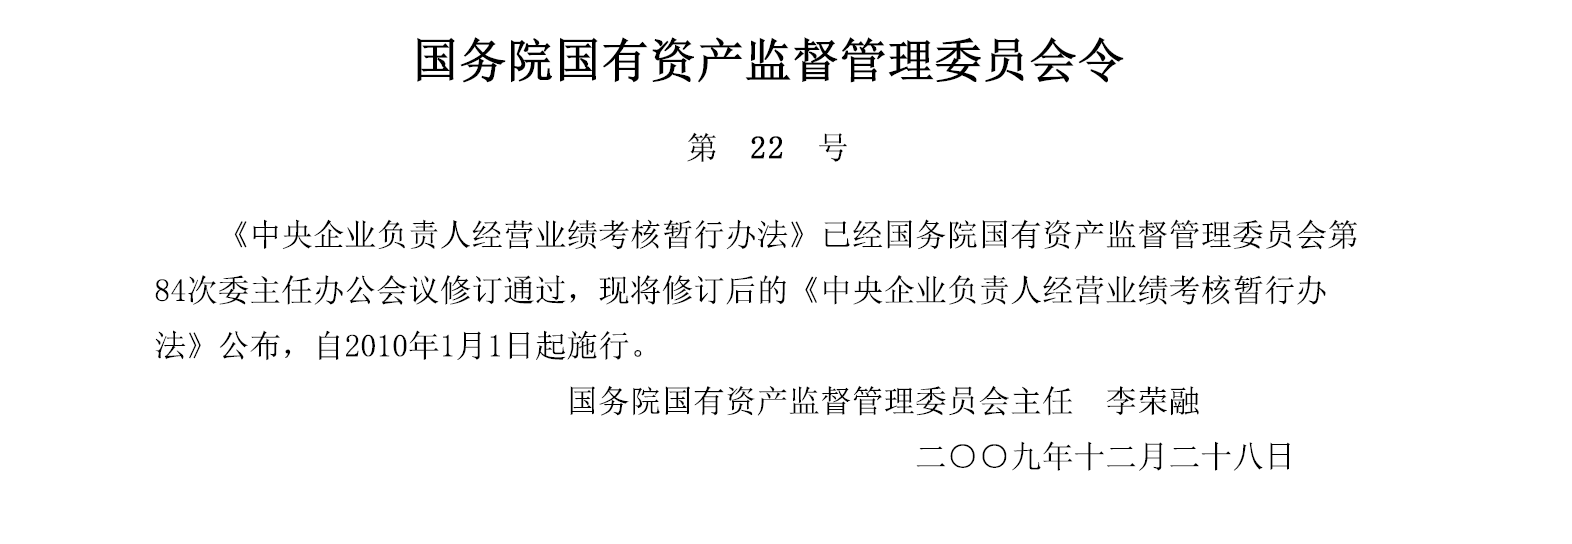 国务院国有资产监督管理委员会令
第 22 号
《中央企业负责人经营业绩考核暂行办法》已经国务院国有资产监督管理委员会第
84次委主任办公会议修订通过，现将修订后的《中央企业负责人经营业绩考核暂行办
法》公布，自2010年1月1日起施行。
国务院国有资产监督管理委员会主任 李荣融
二〇〇九年十二月二十八日